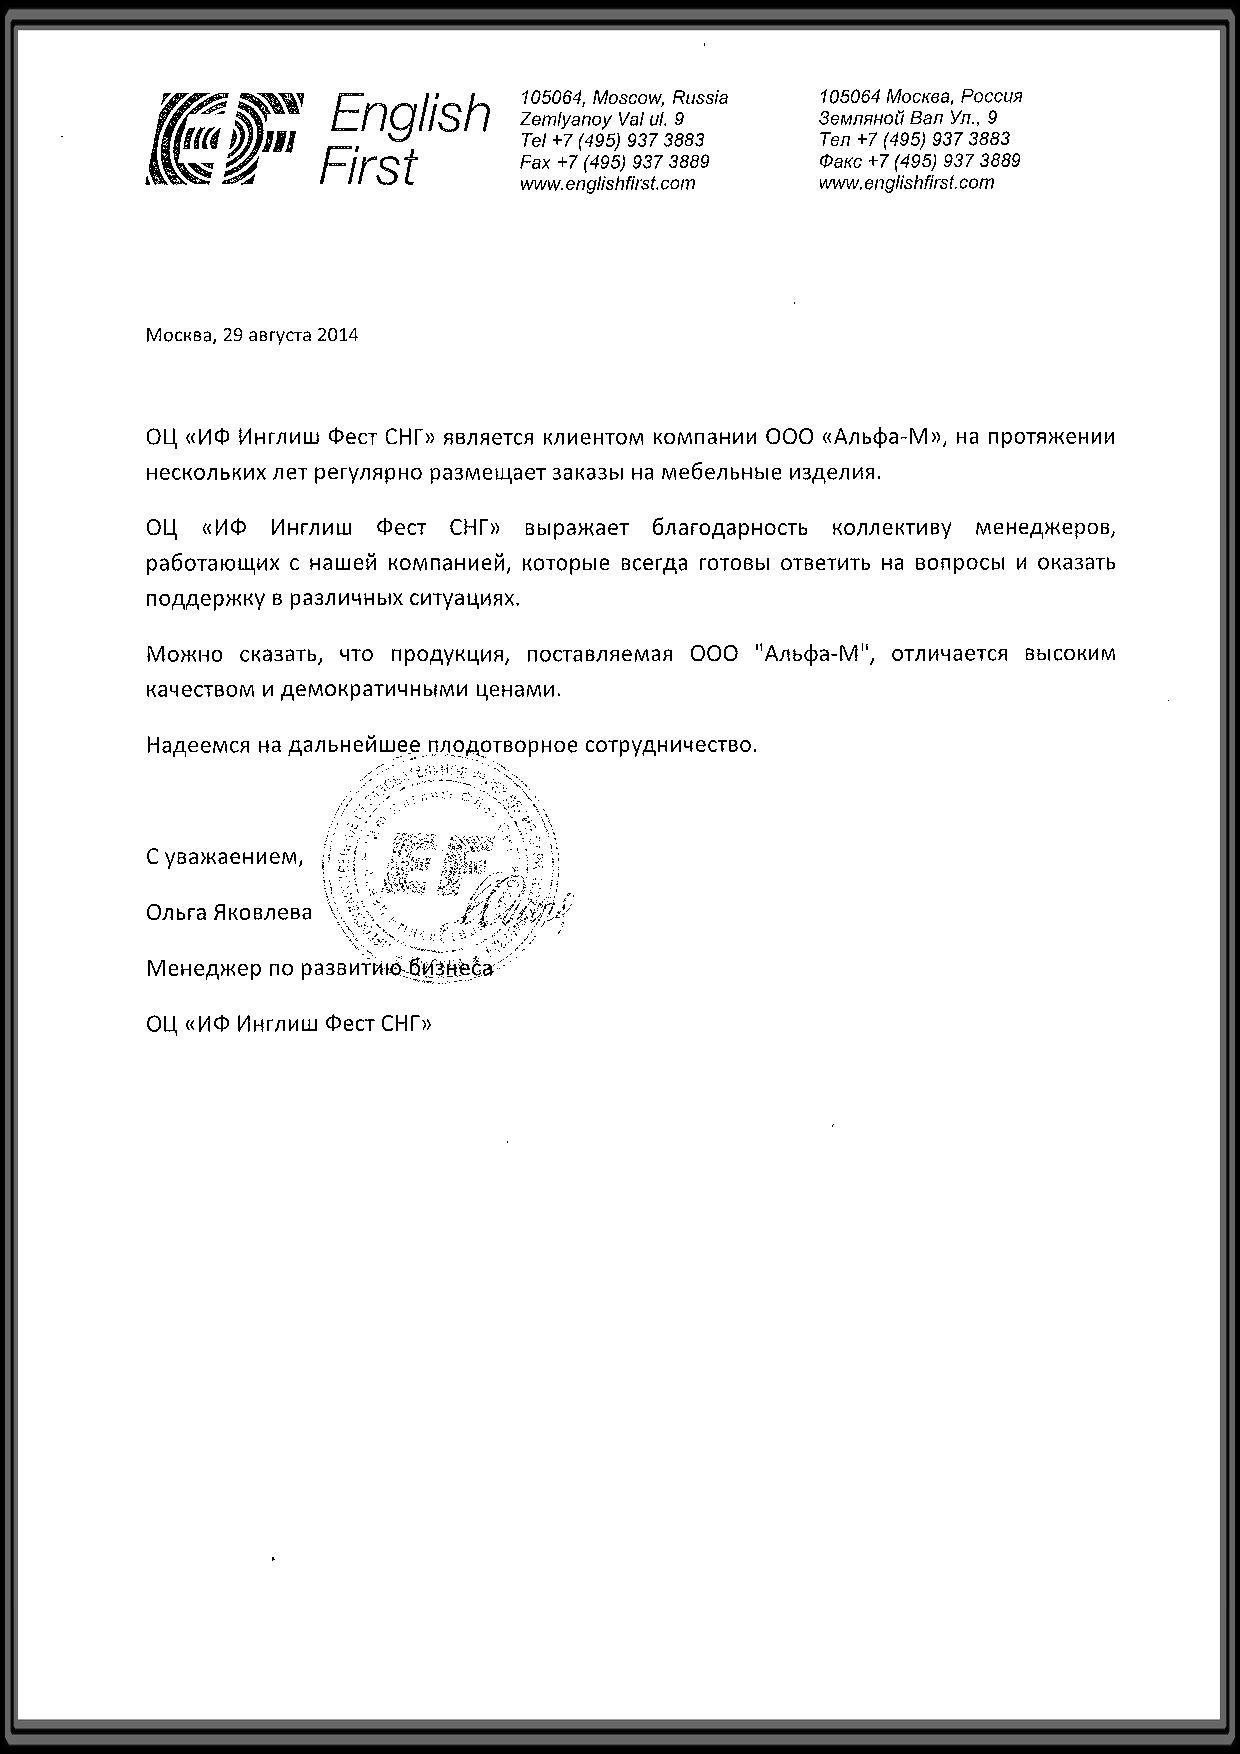 English
First
105064, Moscow, Russia
Zemlyanoy Val ul. 9
Tel +7 (495) 937 3883
Fax +7 (495) 937 3889
www.englishfirst.com
105064 Москва, Россия
Земляной Вал Ул., 9
Тел +7 (495) 937 3883
Факс +7 (495) 937 3889
www.englishfirst.com
Москва, 29 августа 2014
ОЦ «ИФ Инглиш Фест СНГ» является клиентом компании ООО «Альфа-М», на протяжении
нескольких лет регулярно размещает заказы на мебельные изделия.
ОЦ «ИФ Инглиш Фест СНГ» выражает благодарность коллективу менеджеров,
работающих с нашей компанией, которые всегда готовы ответить на вопросы и оказать
поддержку в различных ситуациях.
Можно сказать, что продукция, поставляемая ООО "Альфа-М", отличается высоким
качеством и демократичными ценами.
Надеемся на дальнейшее плодотворное сотрудничество.
EF
С уважаением,
Ольга Яковлева
Менеджер по развитию бизнеса
ОЦ «ИФ Инглиш Фест СНГ»